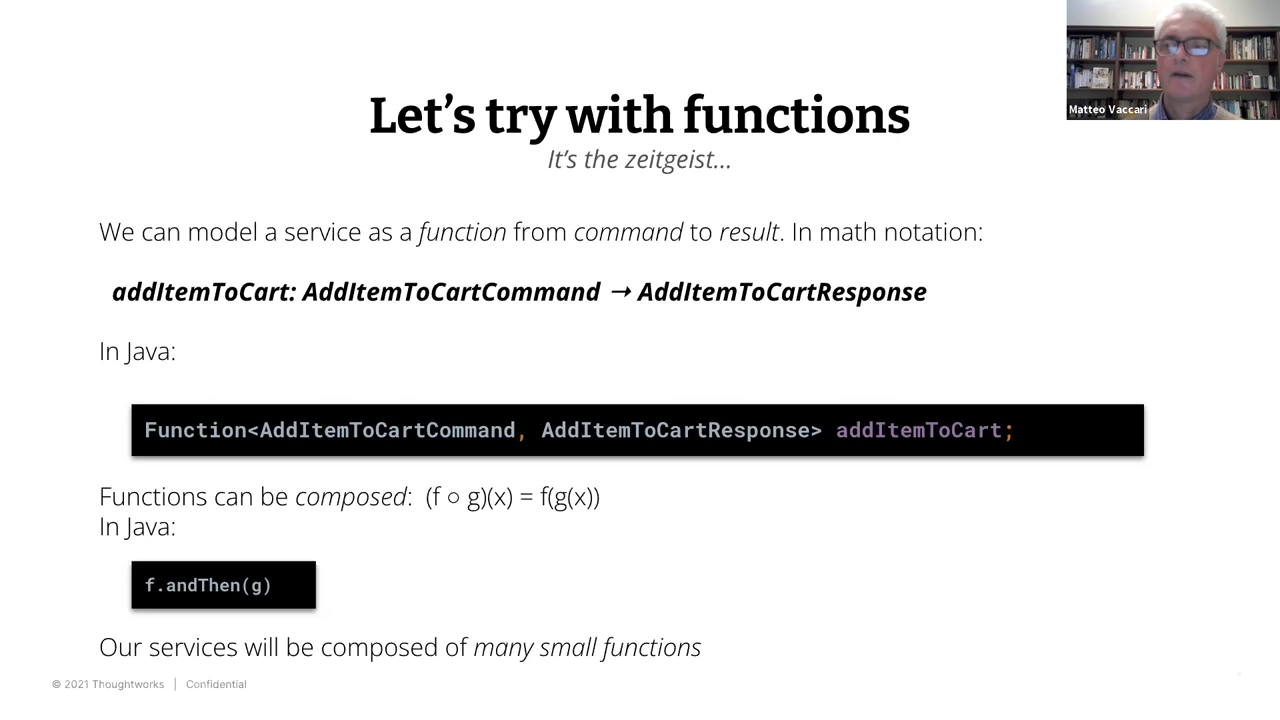 Let's try with functions
It's the zeitgeist...
Matteo Vaccari
We can model a service as a function from command to result. In math notation:
addItemToCart: AddItemToCartCommand → AddItemToCartResponse
In Java:
Function<AddItemToCartCommand, AddItemToCartResponse> addItemToCart;
Functions can be composed: (f ○ g)(x) = f(g(x))
In Java:
f.andThen(g)
Our services will be composed of many small functions
© 2021 Thoughtworks | Confidential